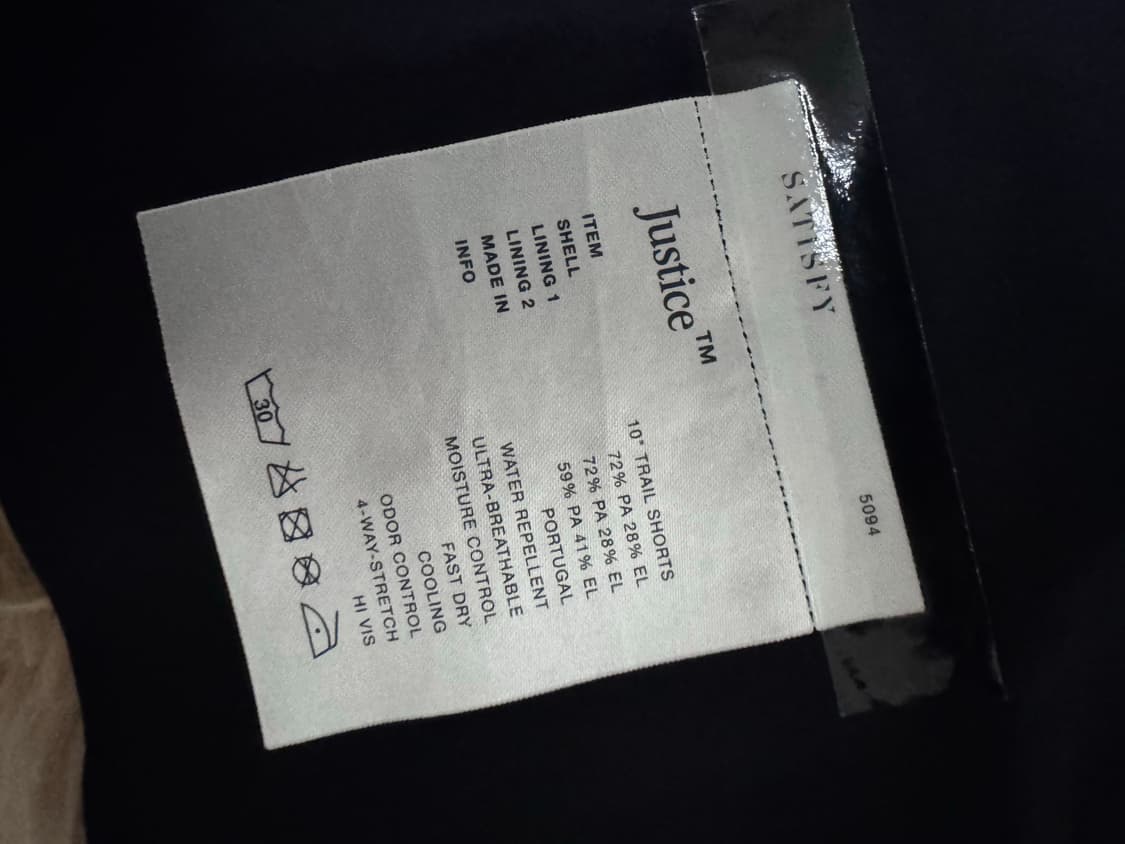 SATISFY
5094
Justice™
ITEM 10" TRAIL SHORTS
SHELL 72% PA 28% EL
LINING 1 72% PA 28% EL
LINING 2 59% PA 41% EL
MADE IN PORTUGAL
INFO WATER REPELLENT
ULTRA-BREATHABLE
MOISTURE CONTROL
FAST DRY
COOLING
ODOR CONTROL
4-WAY-STRETCH
HI VIS
30